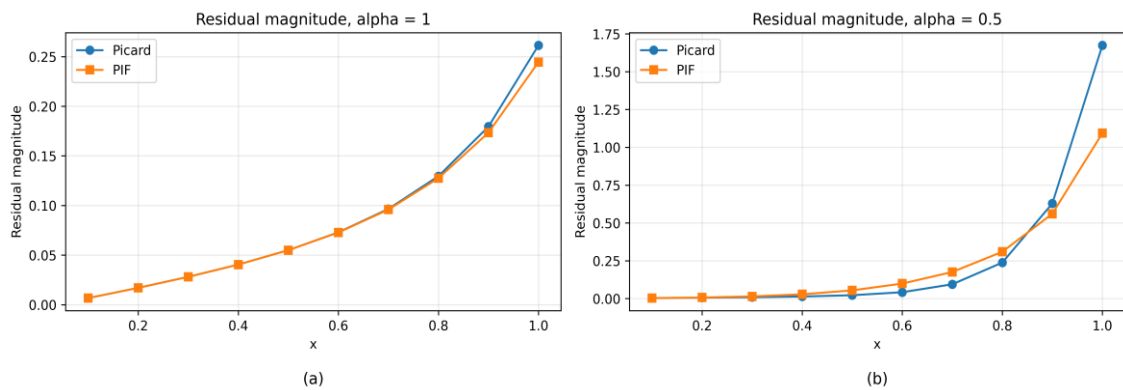 Residual magnitude, alpha = 1
Picard
PIF
Residual magnitude
0.25
0.20
0.15
0.10
0.05
0.00
0.2 0.4 0.6 0.8 1.0
x
(a)
Residual magnitude, alpha = 0.5
Picard
PIF
Residual magnitude
1.75
1.50
1.25
1.00
0.75
0.50
0.25
0.00
0.2 0.4 0.6 0.8 1.0
x
(b)